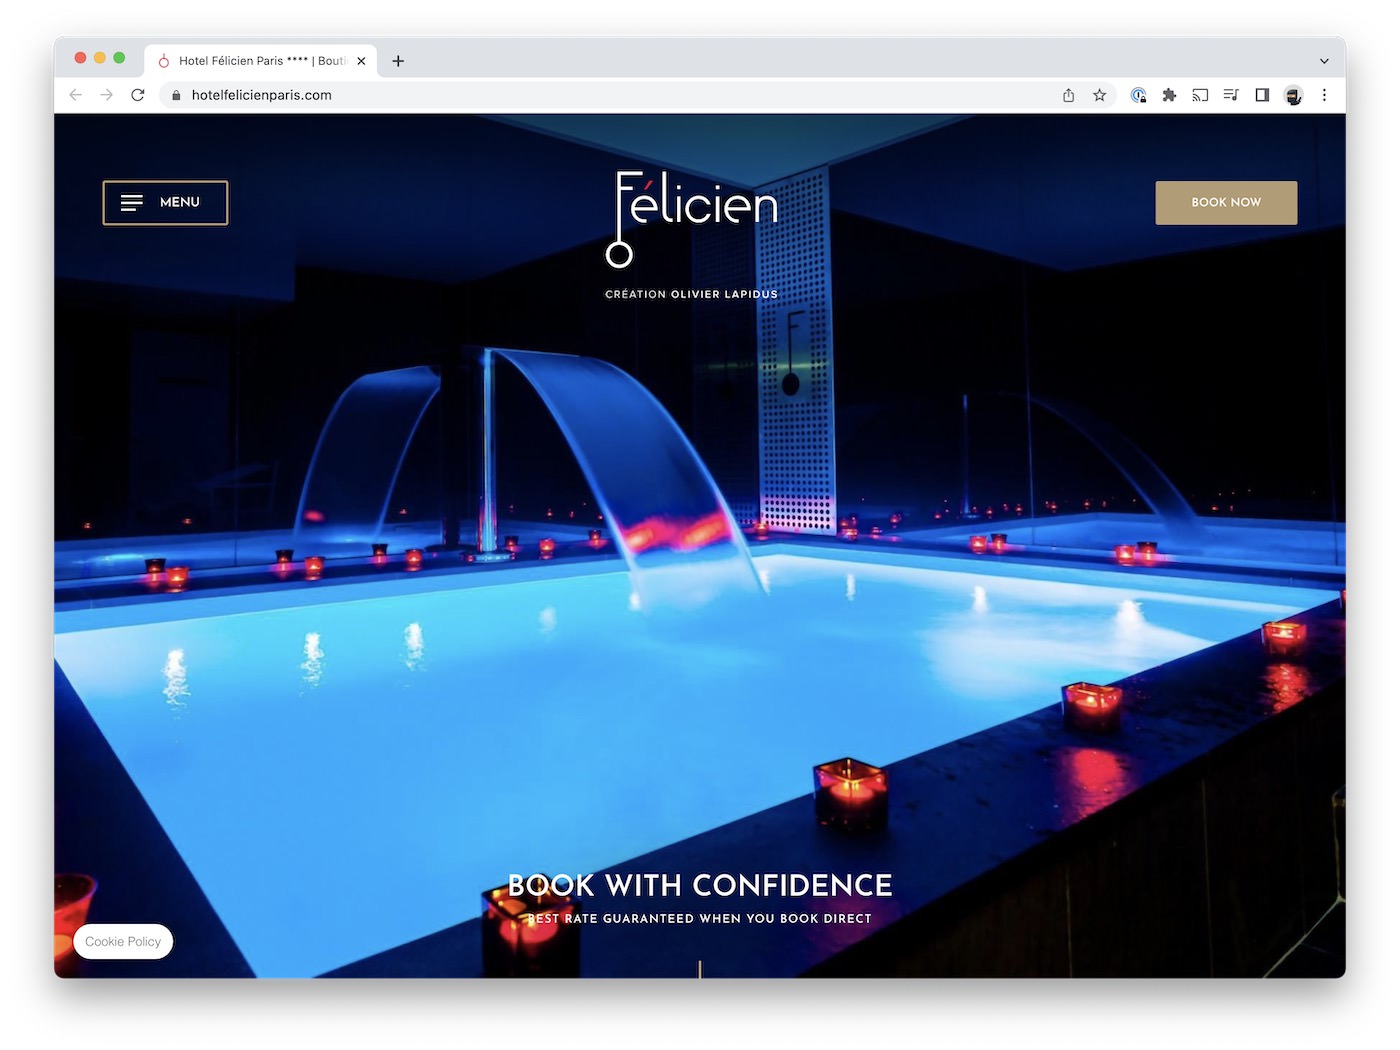 Hotel Félicien Paris **** | Bouti
hotelfelicienparis.com
MENU
Félicien
CRÉATION OLIVIER LAPIDUS
BOOK NOW
F
BOOK WITH CONFIDENCE
BEST RATE GUARANTEED WHEN YOU BOOK DIRECT
Cookie Policy